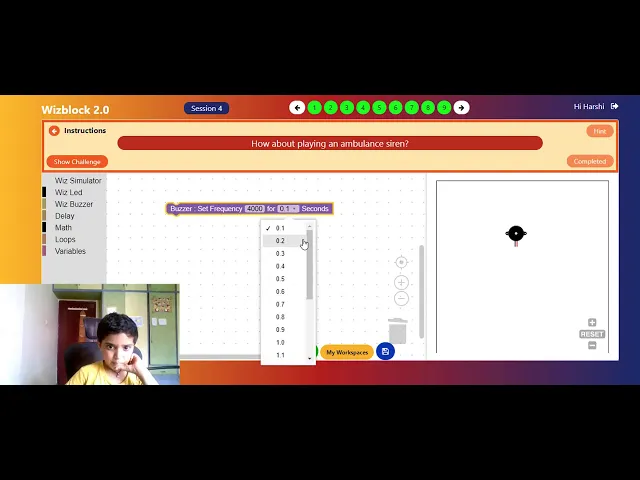 Wizblock 2.0
Session 4
1 2 3 4 5 6 7 8 9
Hi Harshi
Instructions
How about playing an ambulance siren?
Hint
Show Challenge
Completed
Wiz Simulator
Wiz Led
Wiz Buzzer
Delay
Math
Loops
Variables
Buzzer : Set Frequency 4000 for 0.1 Seconds
✓ 0.1
0.2
0.3
0.4
0.5
0.6
0.7
0.8
0.9
1.0
1.1
My Workspaces
RESET